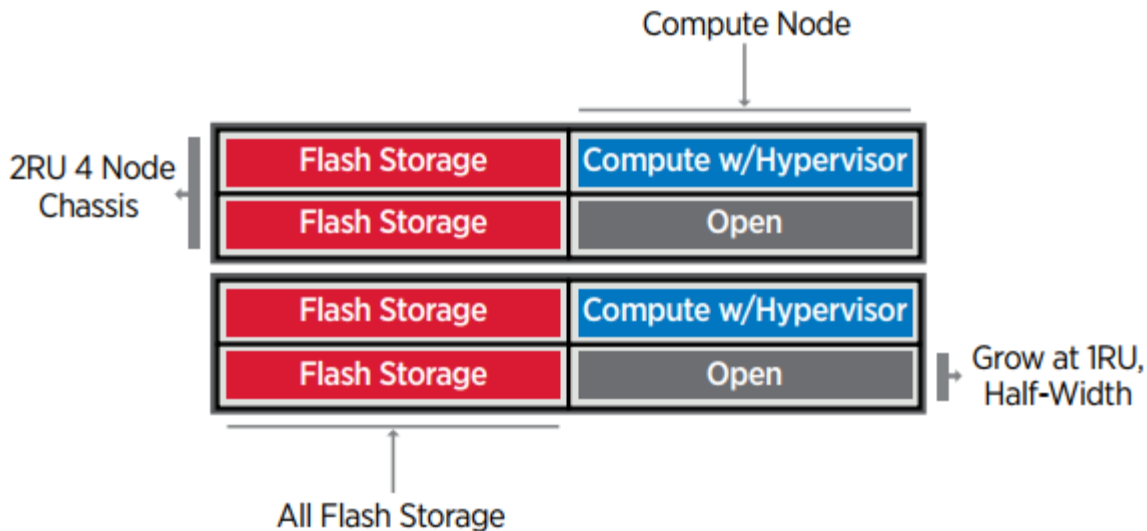 Compute Node
2RU 4 Node
Chassis
Flash Storage
Compute w/Hypervisor
Flash Storage
Open
Flash Storage
Compute w/Hypervisor
Flash Storage
Open
Grow at 1RU,
Half-Width
All Flash Storage